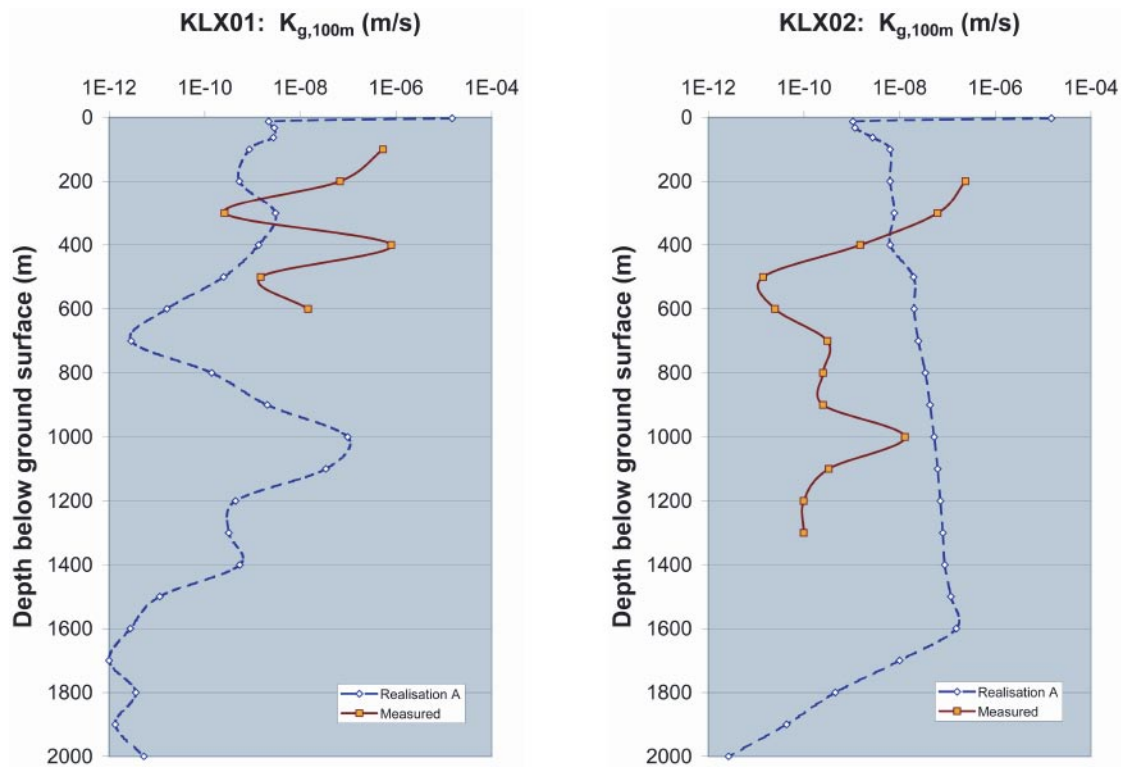 KLX01: Kg,100m (m/s)
1E-12 1E-10 1E-08 1E-06 1E-04
Depth below ground surface (m)
0
200
400
600
800
1000
1200
1400
1600
1800
2000
Realisation A
Measured
KLX02: Kg,100m (m/s)
1E-12 1E-10 1E-08 1E-06 1E-04
Depth below ground surface (m)
0
200
400
600
800
1000
1200
1400
1600
1800
2000
Realisation A
Measured